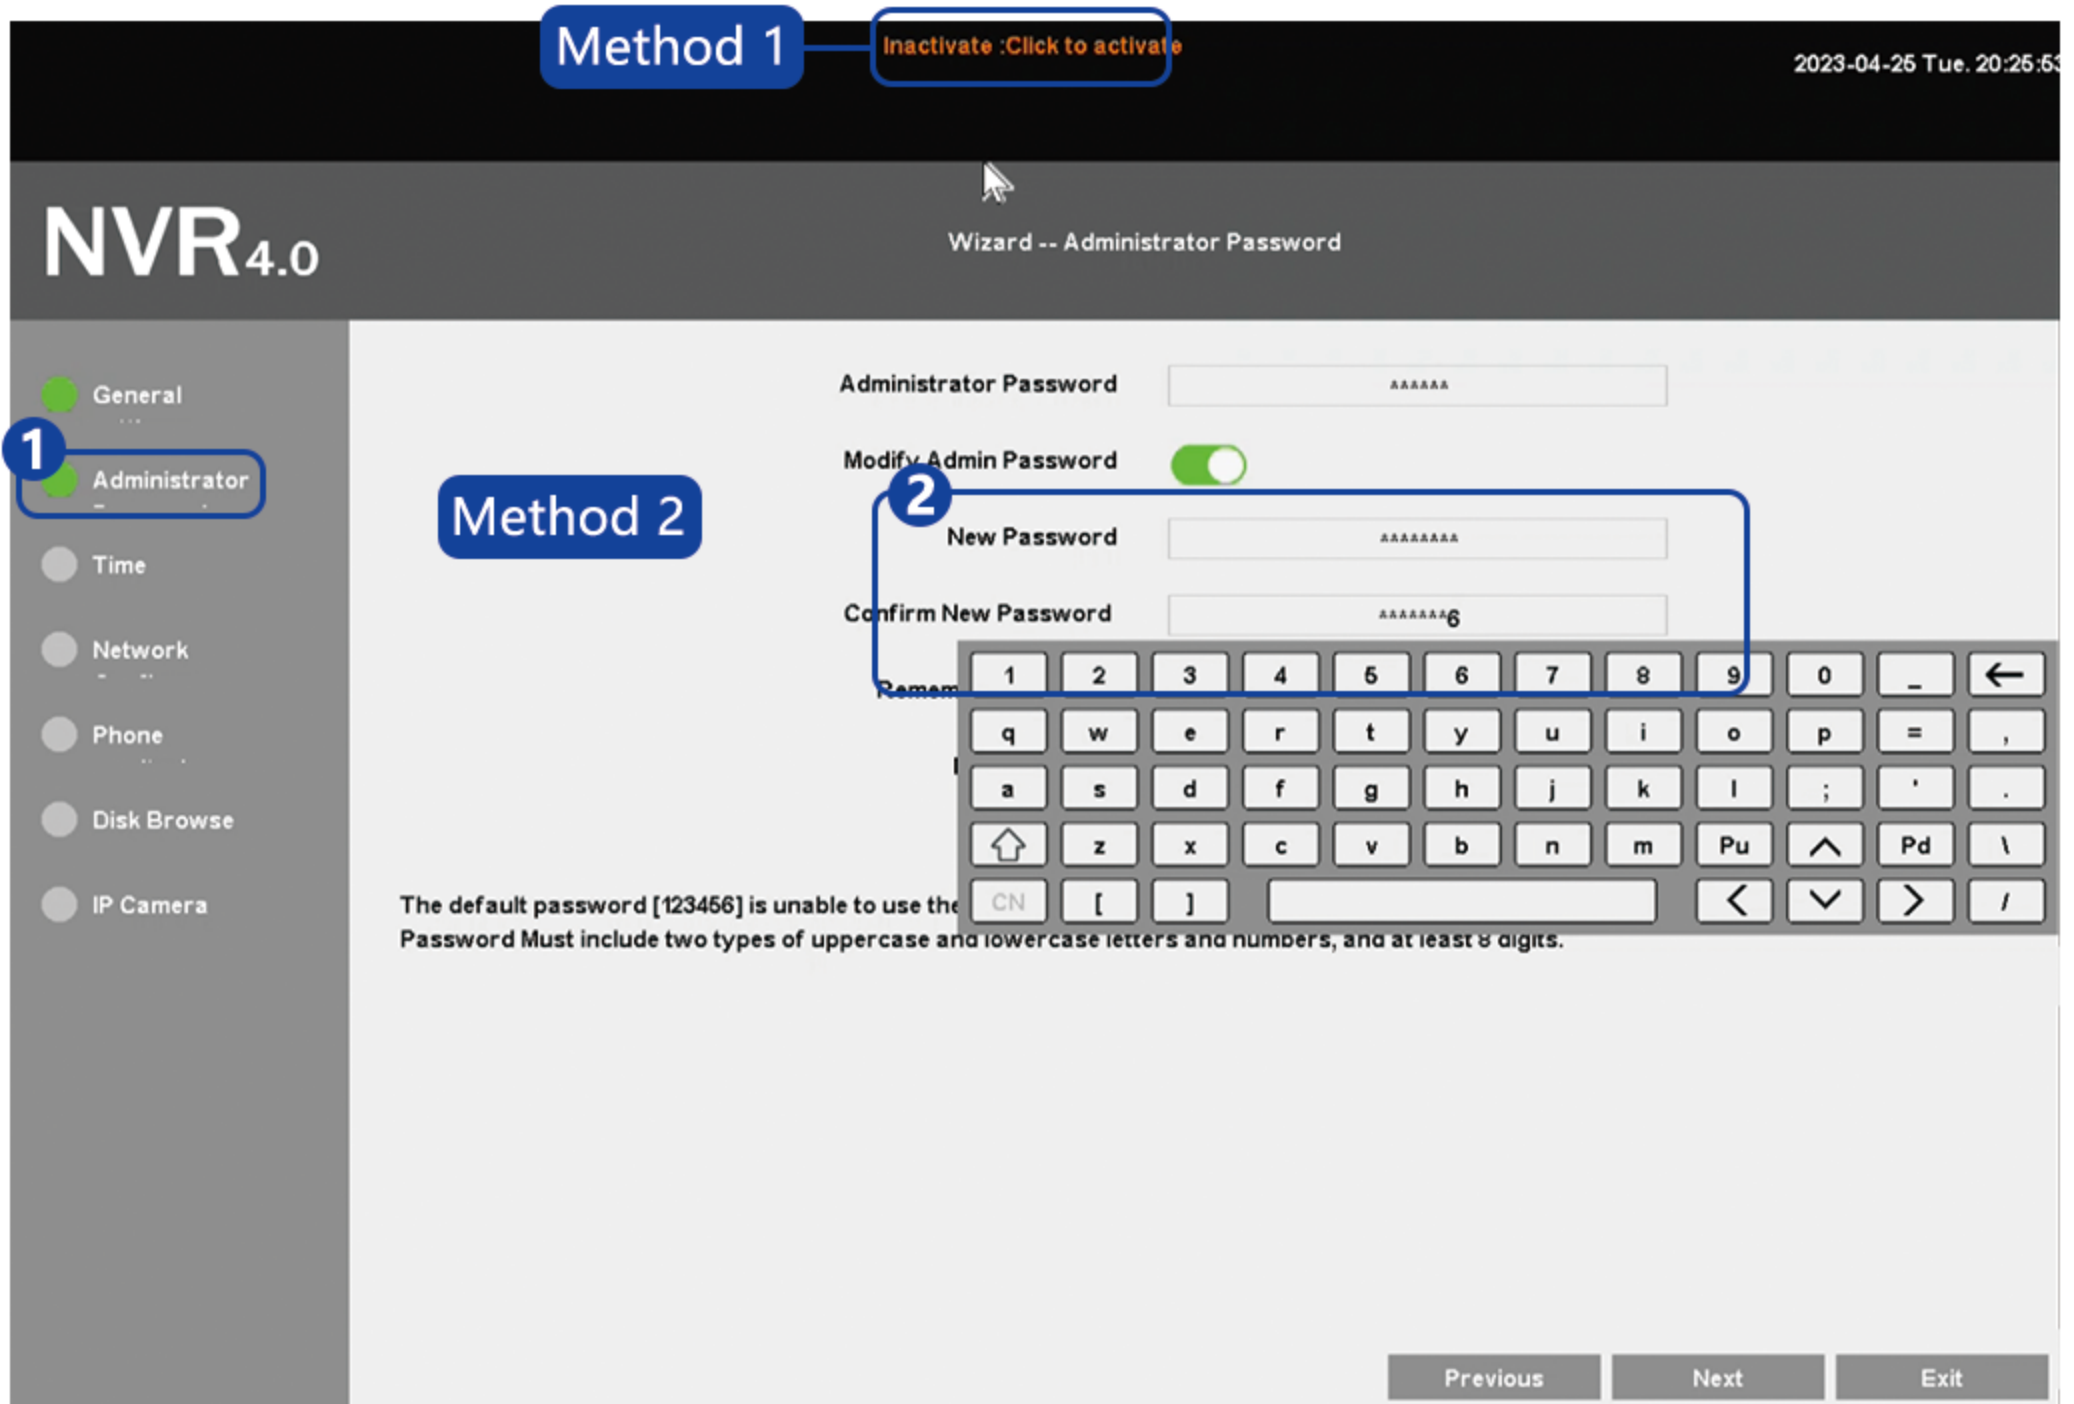 Method 1
Inactivate :Click to activate
2023-04-25 Tue. 20:25:53
NVR4.0
Wizard -- Administrator Password
General
1
Administrator
Time
Network
Phone
Disk Browse
IP Camera
Method 2
Administrator Password
******
Modify Admin Password
2
New Password
********
Confirm New Password
*******6
1 2 3 4 5 6 7 8 9 0 _ ←
q w e r t y u i o p = ,
a s d f g h j k l ; ' .
z x c v b n m Pu Pd \
CN [ ] /
The default password [123456] is unable to use the
Password Must include two types of uppercase and lowercase letters and numbers, and at least 8 digits.
Previous Next Exit